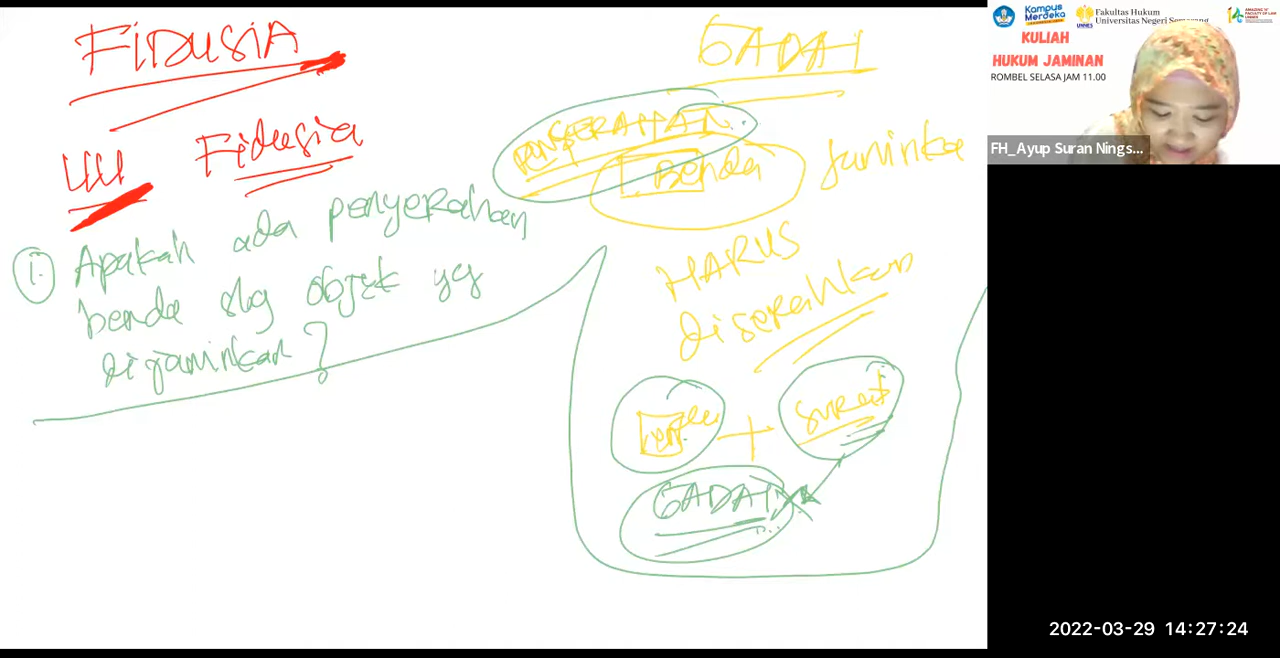 FIDUSIA
UU Fidusia
1. Apakah ada penyerahan
benda sbg objek yg
dijaminkan?
GADAI
PENYERAHAN
Benda
HARUS
diserahkan
+ surat
GADAI
Kampus
Merdeka
UNNES
Fakultas Hukum
Universitas Negeri Semarang
KULIAH
HUKUM JAMINAN
ROMBEL SELASA JAM 11.00
FH_Ayup Suran Nings...
2022-03-29 14:27:24